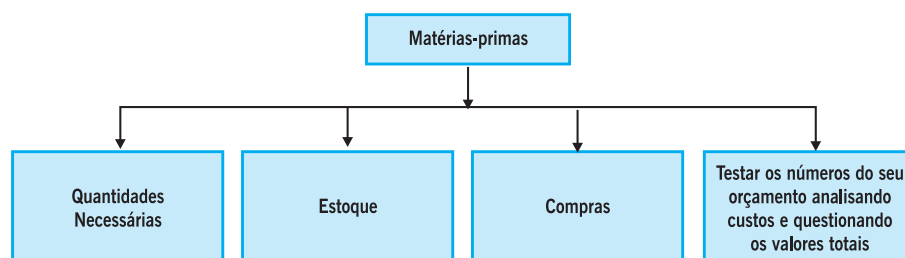 Matérias-primas
Quantidades
Necessárias
Estoque
Compras
Testar os números do seu
orçamento analisando
custos e questionando
os valores totais